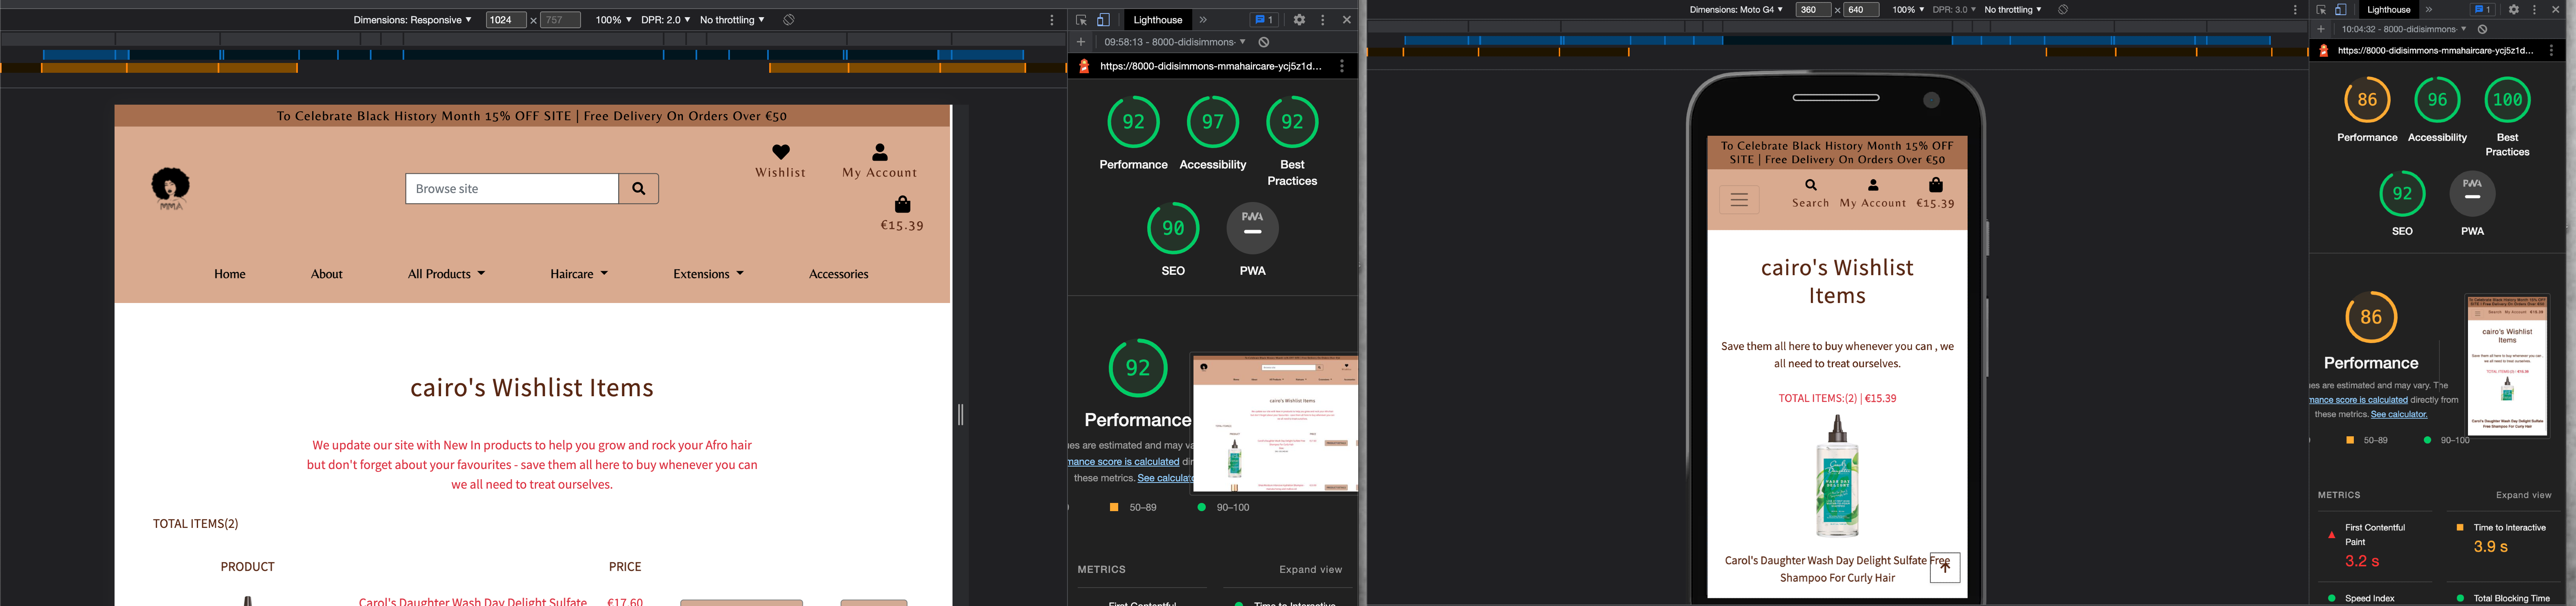 Dimensions: Responsive ▼ 1024 × 757 100% ▼ DPR: 2.0 ▼ No throttling ▼
To Celebrate Black History Month 15% OFF SITE | Free Delivery On Orders Over €50
MMA
Browse site
Wishlist
My Account
€15.39
Home About All Products Haircare Extensions Accessories
cairo's Wishlist Items
We update our site with New In products to help you grow and rock your Afro hair
but don't forget about your favourites - save them all here to buy whenever you can
we all need to treat ourselves.
TOTAL ITEMS(2)
PRODUCT PRICE
Carol's Daughter Wash Day Delight Sulfate €17.60
Lighthouse » 1
09:58:13 - 8000-didisimmons-
https://8000-didisimmons-mmahaircare-ycj5z1d...
92 97 92
Performance Accessibility Best
Practices
90 PWA
SEO PWA
92
Performance
es are estimated and may va
mance score is calculated di
these metrics. See calculat
50–89 90–100
METRICS Expand view
First Contentful Time to Interactive
Dimensions: Moto G4 ▼ 360 × 640 100% ▼ DPR: 3.0 ▼ No throttling ▼
To Celebrate Black History Month 15% OFF
SITE | Free Delivery On Orders Over €50
Search My Account €15.39
cairo's Wishlist
Items
Save them all here to buy whenever you can , we
all need to treat ourselves.
TOTAL ITEMS:(2) | €15.39
WASH DAY
DELIGHT
Carol's Daughter Wash Day Delight Sulfate Free
Shampoo For Curly Hair
Lighthouse » 1
10:04:32 - 8000-didisimmons-
https://8000-didisimmons-mmahaircare-ycj5z1d...
86 96 100
Performance Accessibility Best
Practices
92 PWA
SEO PWA
86
Performance
es are estimated and may vary. The
mance score is calculated directly from
these metrics. See calculator.
50–89 90–100
METRICS Expand view
First Contentful
Paint
3.2 s
Time to Interactive
3.9 s
Speed Index Total Blocking Time